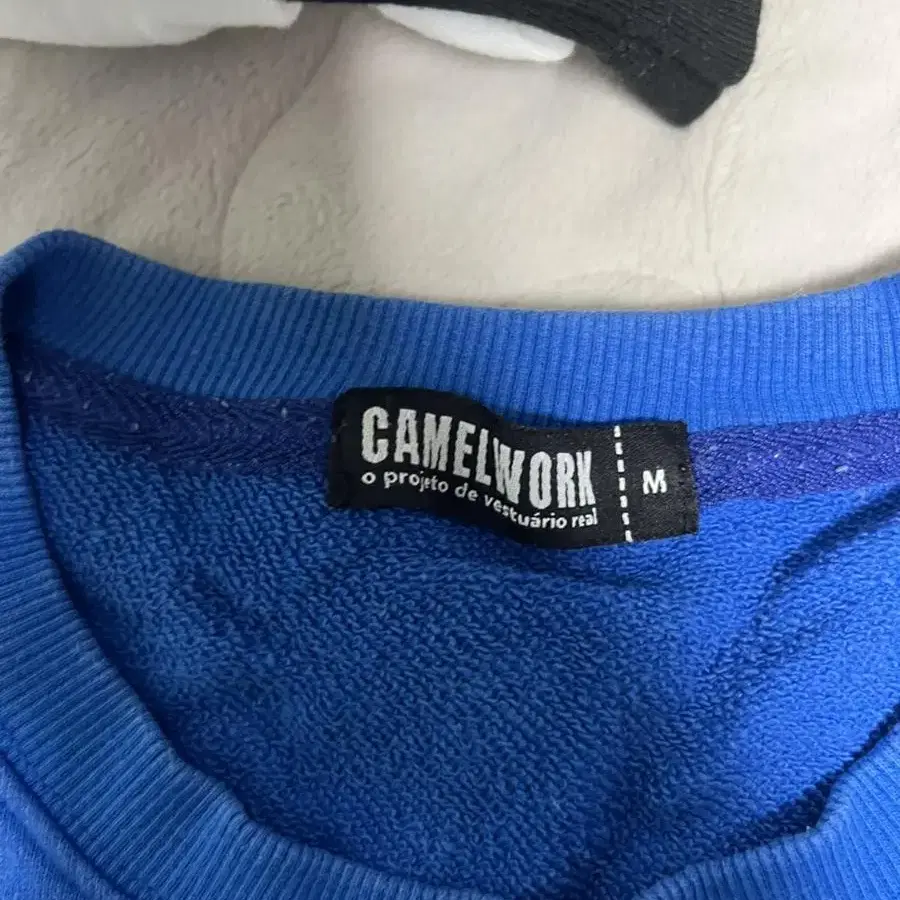 CAMELWORK
o projeto de vestuário real
M